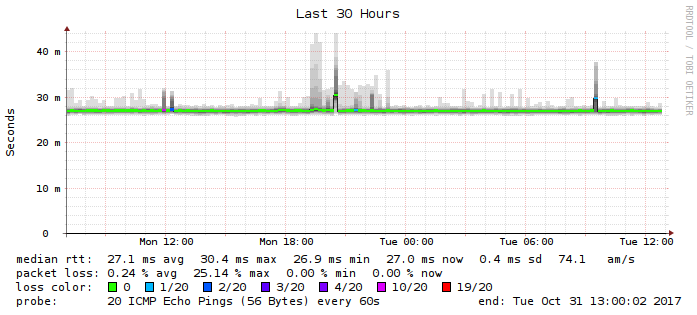 Last 30 Hours
RRDTOOL / TOBI OETIKER
Seconds
40 m
30 m
20 m
10 m
0
Mon 12:00 Mon 18:00 Tue 00:00 Tue 06:00 Tue 12:00
median rtt: 27.1 ms avg 30.4 ms max 26.9 ms min 27.0 ms now 0.4 ms sd 74.1 am/s
packet loss: 0.24 % avg 25.14 % max 0.00 % min 0.00 % now
loss color: 0 1/20 2/20 3/20 4/20 10/20 19/20
probe: 20 ICMP Echo Pings (56 Bytes) every 60s end: Tue Oct 31 13:00:02 2017